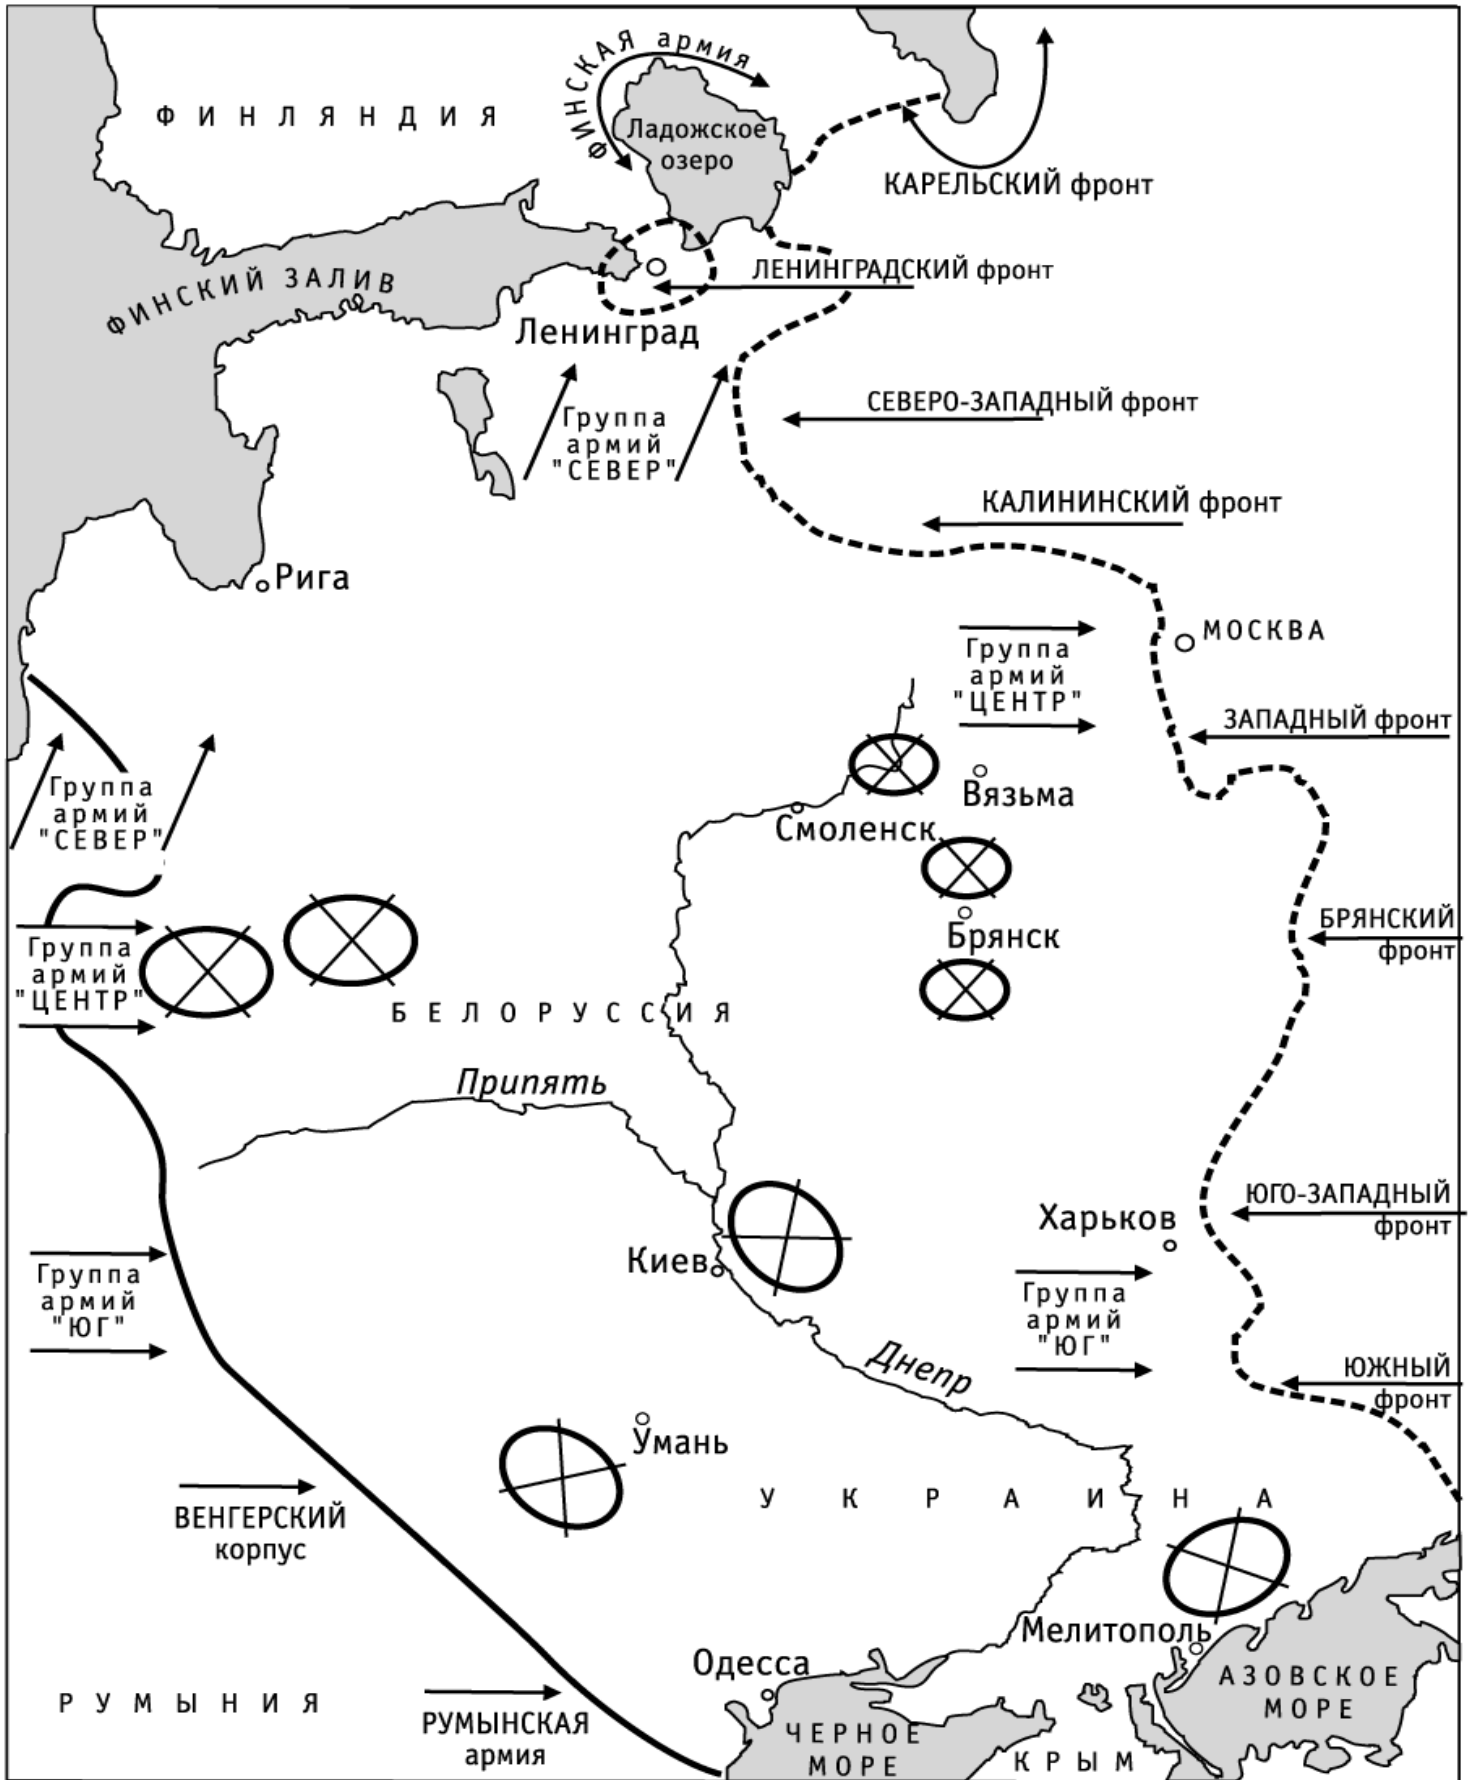 ФИНСКАЯ армия
ФИНЛЯНДИЯ
Ладожское
озеро
КАРЕЛЬСКИЙ фронт
ФИНСКИЙ ЗАЛИВ
ЛЕНИНГРАДСКИЙ фронт
Ленинград
СЕВЕРО-ЗАПАДНЫЙ фронт
Группа
армий
"СЕВЕР"
КАЛИНИНСКИЙ фронт
Рига
МОСКВА
Группа
армий
"ЦЕНТР"
ЗАПАДНЫЙ фронт
Вязьма
Смоленск
Группа
армий
"СЕВЕР"
БРЯНСКИЙ
фронт
Брянск
Группа
армий
"ЦЕНТР"
БЕЛОРУССИЯ
Припять
ЮГО-ЗАПАДНЫЙ
фронт
Харьков
Киев
Группа
армий
"ЮГ"
Группа
армий
"ЮГ"
Днепр
ЮЖНЫЙ
фронт
Умань
УКРАИНА
ВЕНГЕРСКИЙ
корпус
Мелитополь
Одесса
АЗОВСКОЕ
МОРЕ
РУМЫНИЯ
РУМЫНСКАЯ
армия
ЧЕРНОЕ
МОРЕ
КРЫМ